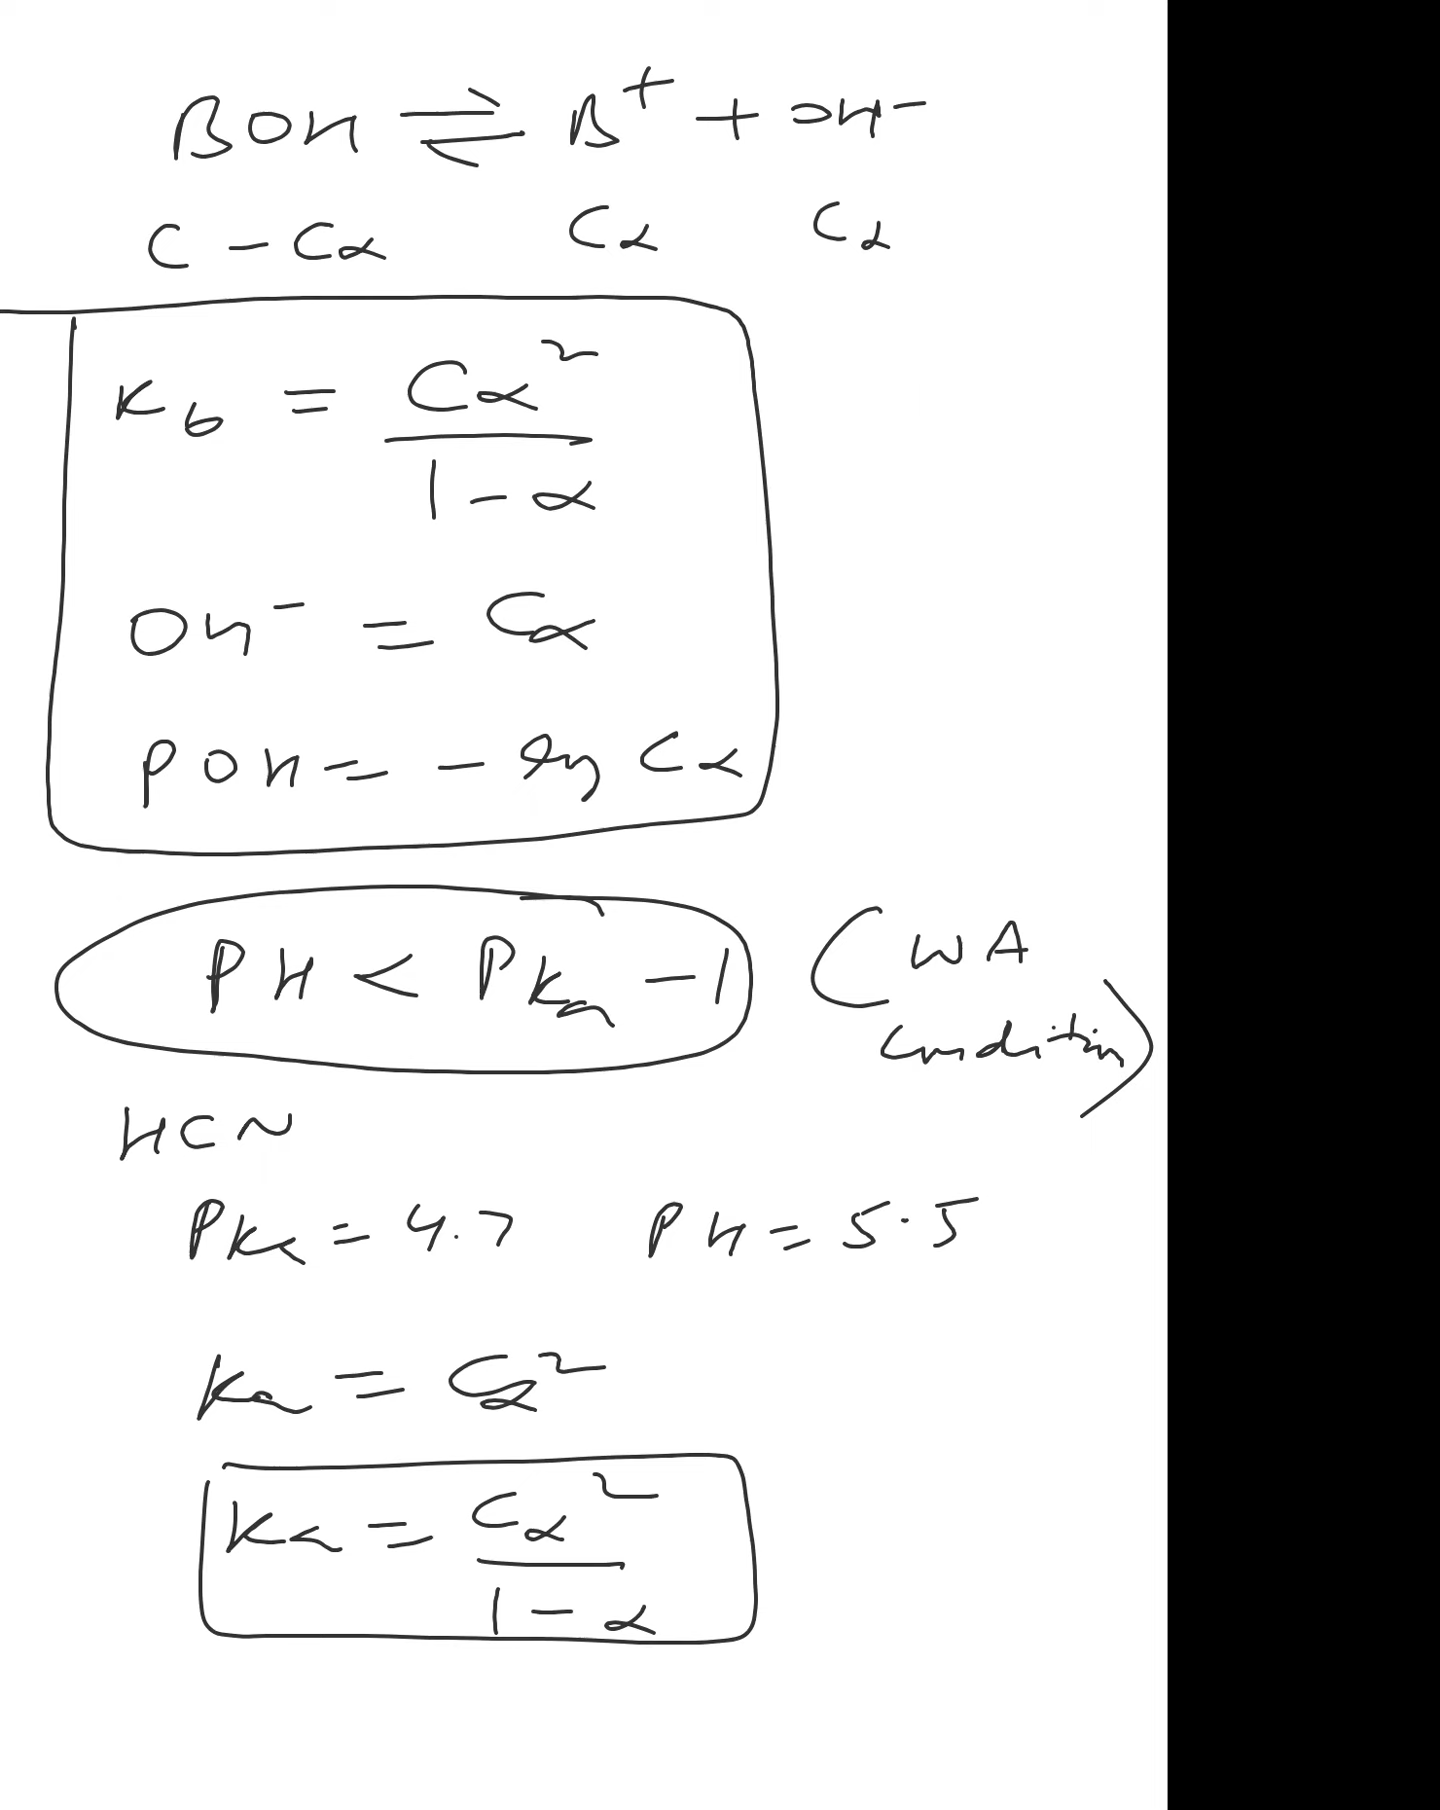 BOH ⇌ B⁺ + OH⁻
C - Cα    Cα    Cα
K_b = Cα² / 1 - α
OH⁻ = Cα
POH = - log Cα
PH < PKa - 1 (WA condition)
HCN
PKa = 4.7 PH = 5.5
Ka = Cα²
Ka = Cα² / 1 - α